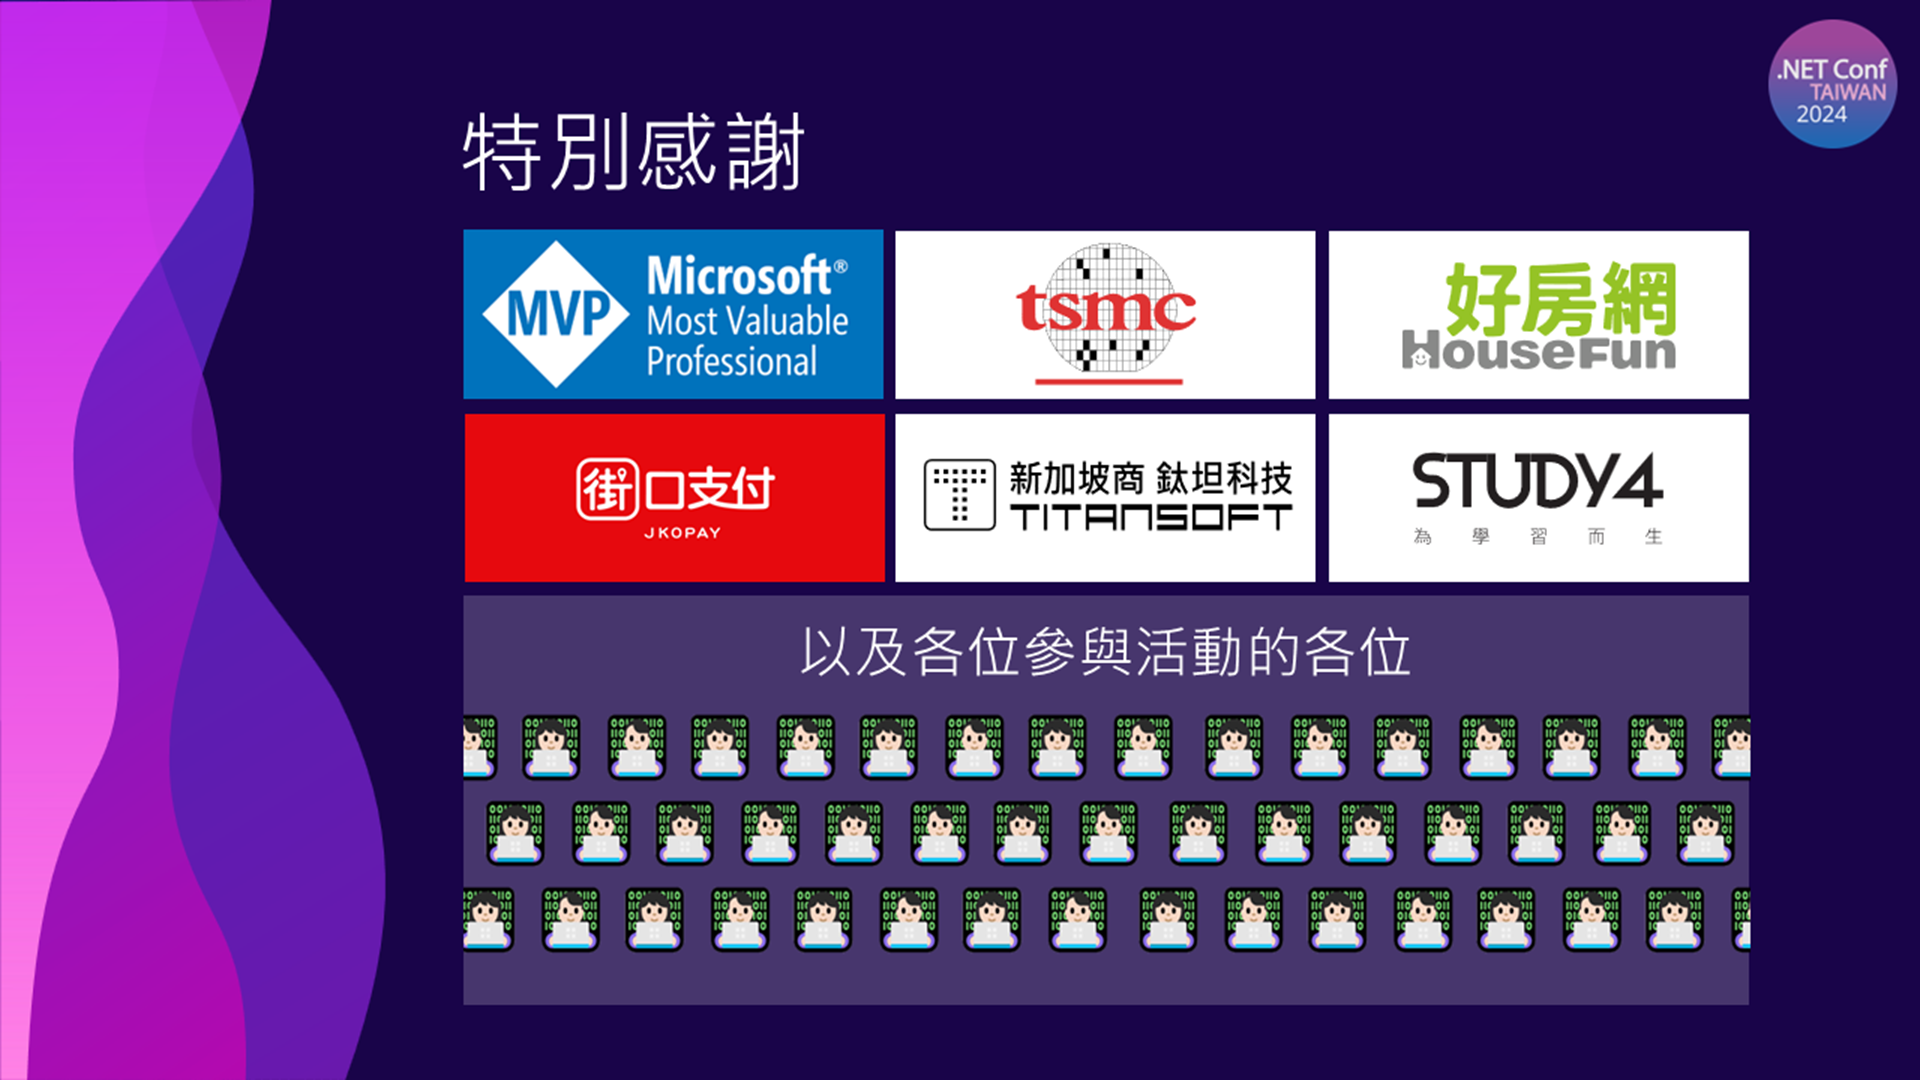 .NET Conf
TAIWAN
2024
特別感謝
MVP
Microsoft®
Most Valuable
Professional
tsmc
好房網
HouseFun
街口支付
JKOPAY
T
新加坡商 鈦坦科技
TITANSOFT
STUDY4
為學習而生
以及各位參與活動的各位